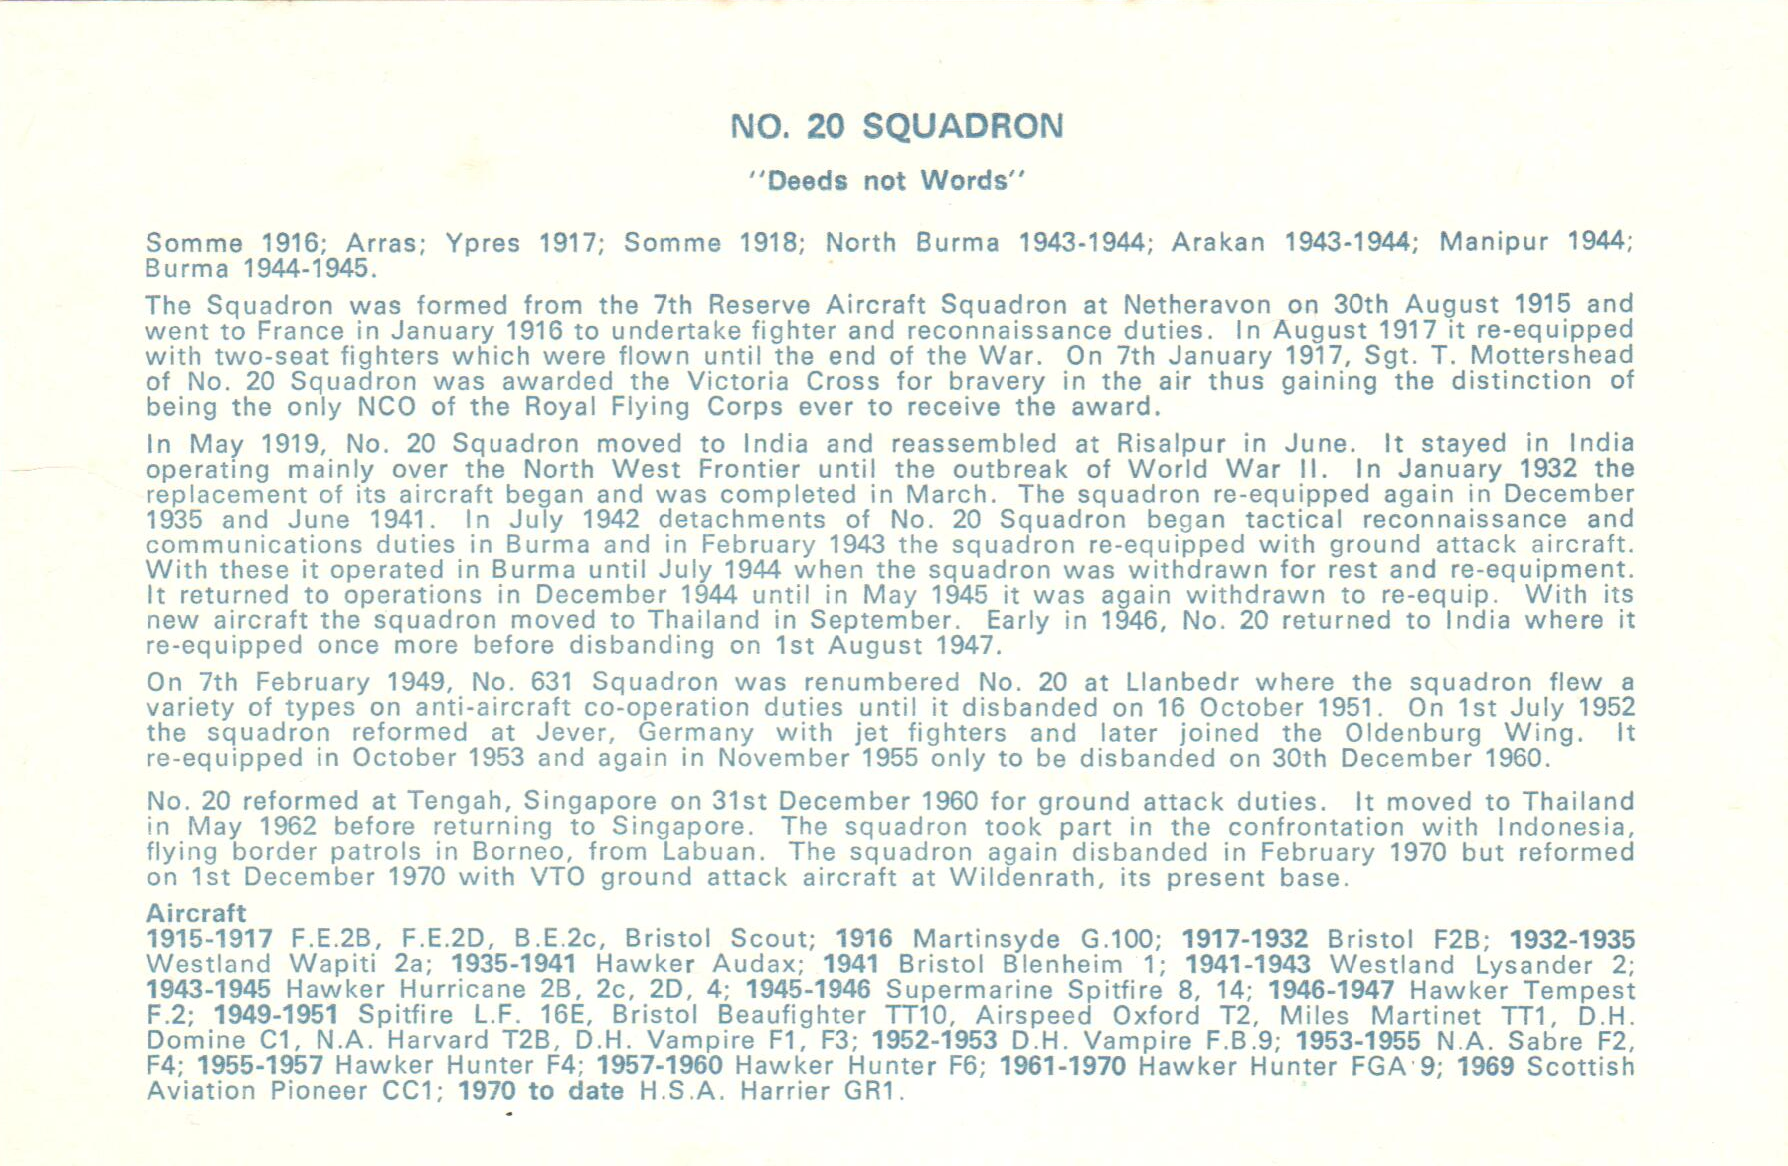 NO. 20 SQUADRON
"Deeds not Words"
Somme 1916; Arras; Ypres 1917; Somme 1918; North Burma 1943-1944; Arakan 1943-1944; Manipur 1944;
Burma 1944-1945.
The Squadron was formed from the 7th Reserve Aircraft Squadron at Netheravon on 30th August 1915 and
went to France in January 1916 to undertake fighter and reconnaissance duties. In August 1917 it re-equipped
with two-seat fighters which were flown until the end of the War. On 7th January 1917, Sgt. T. Mottershead
of No. 20 Squadron was awarded the Victoria Cross for bravery in the air thus gaining the distinction of
being the only NCO of the Royal Flying Corps ever to receive the award.
In May 1919, No. 20 Squadron moved to India and reassembled at Risalpur in June. It stayed in India
operating mainly over the North West Frontier until the outbreak of World War II. In January 1932 the
replacement of its aircraft began and was completed in March. The squadron re-equipped again in December
1935 and June 1941. In July 1942 detachments of No. 20 Squadron began tactical reconnaissance and
communications duties in Burma and in February 1943 the squadron re-equipped with ground attack aircraft.
With these it operated in Burma until July 1944 when the squadron was withdrawn for rest and re-equipment.
It returned to operations in December 1944 until in May 1945 it was again withdrawn to re-equip. With its
new aircraft the squadron moved to Thailand in September. Early in 1946, No. 20 returned to India where it
re-equipped once more before disbanding on 1st August 1947.
On 7th February 1949, No. 631 Squadron was renumbered No. 20 at Llanbedr where the squadron flew a
variety of types on anti-aircraft co-operation duties until it disbanded on 16 October 1951. On 1st July 1952
the squadron reformed at Jever, Germany with jet fighters and later joined the Oldenburg Wing. It
re-equipped in October 1953 and again in November 1955 only to be disbanded on 30th December 1960.
No. 20 reformed at Tengah, Singapore on 31st December 1960 for ground attack duties. It moved to Thailand
in May 1962 before returning to Singapore. The squadron took part in the confrontation with Indonesia,
flying border patrols in Borneo, from Labuan. The squadron again disbanded in February 1970 but reformed
on 1st December 1970 with VTO ground attack aircraft at Wildenrath, its present base.
Aircraft
1915-1917 F.E.2B, F.E.2D, B.E.2c, Bristol Scout; 1916 Martinsyde G.100; 1917-1932 Bristol F2B; 1932-1935
Westland Wapiti 2a; 1935-1941 Hawker Audax; 1941 Bristol Blenheim 1; 1941-1943 Westland Lysander 2;
1943-1945 Hawker Hurricane 2B, 2c, 2D, 4; 1945-1946 Supermarine Spitfire 8, 14; 1946-1947 Hawker Tempest
F.2; 1949-1951 Spitfire L.F. 16E, Bristol Beaufighter TT10, Airspeed Oxford T2, Miles Martinet TT1, D.H.
Domine C1, N.A. Harvard T2B, D.H. Vampire F1, F3; 1952-1953 D.H. Vampire F.B.9; 1953-1955 N.A. Sabre F2,
F4; 1955-1957 Hawker Hunter F4; 1957-1960 Hawker Hunter F6; 1961-1970 Hawker Hunter FGA 9; 1969 Scottish
Aviation Pioneer CC1; 1970 to date H.S.A. Harrier GR1.